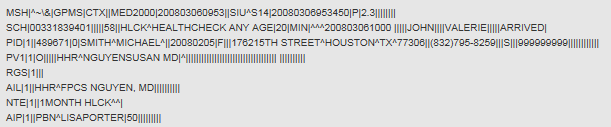 MSH|^~\&|GPMS|CTX||MED2000|200803060953||SIU^S14|20080306953450|P|2.3||||||||
SCH|00331839401|||||58||HLCK^HEALTHCHECK ANY AGE|20|MIN|^^^200803061000 |||||JOHN||||VALERIE|||||ARRIVED|
PID|1||489671|0|SMITH^MICHAEL^||20080205|F|||176215TH STREET^HOUSTON^TX^77306||(832)795-8259|||S|||999999999||||||||||||
PV1|1|O|||||HHR^NGUYENSUSAN MD|^||||||||||||||||||||||||||||||||||| ||||||||||
RGS|1|||
AIL|1||HHR^FPCS NGUYEN, MD||||||||||
NTE|1||1MONTH HLCK^^|
AIP|1||PBN^LISAPORTER|50|||||||||